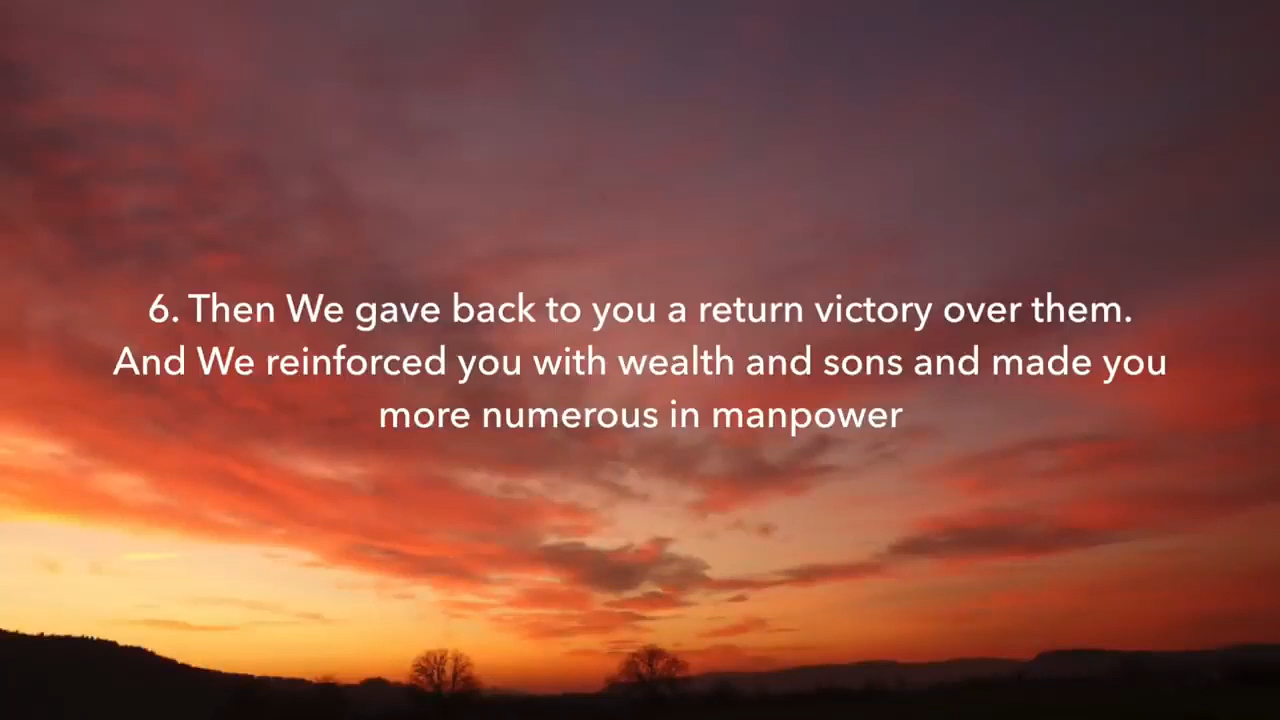 6. Then We gave back to you a return victory over them.
And We reinforced you with wealth and sons and made you
more numerous in manpower